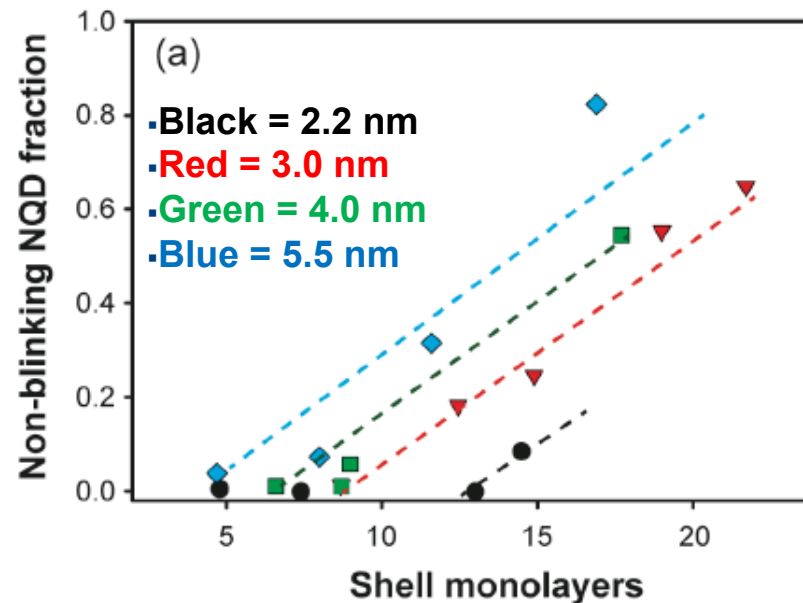 (a)
▪Black = 2.2 nm
▪Red = 3.0 nm
▪Green = 4.0 nm
▪Blue = 5.5 nm
Non-blinking NQD fraction
1.0
0.8
0.6
0.4
0.2
0.0
5 10 15 20
Shell monolayers